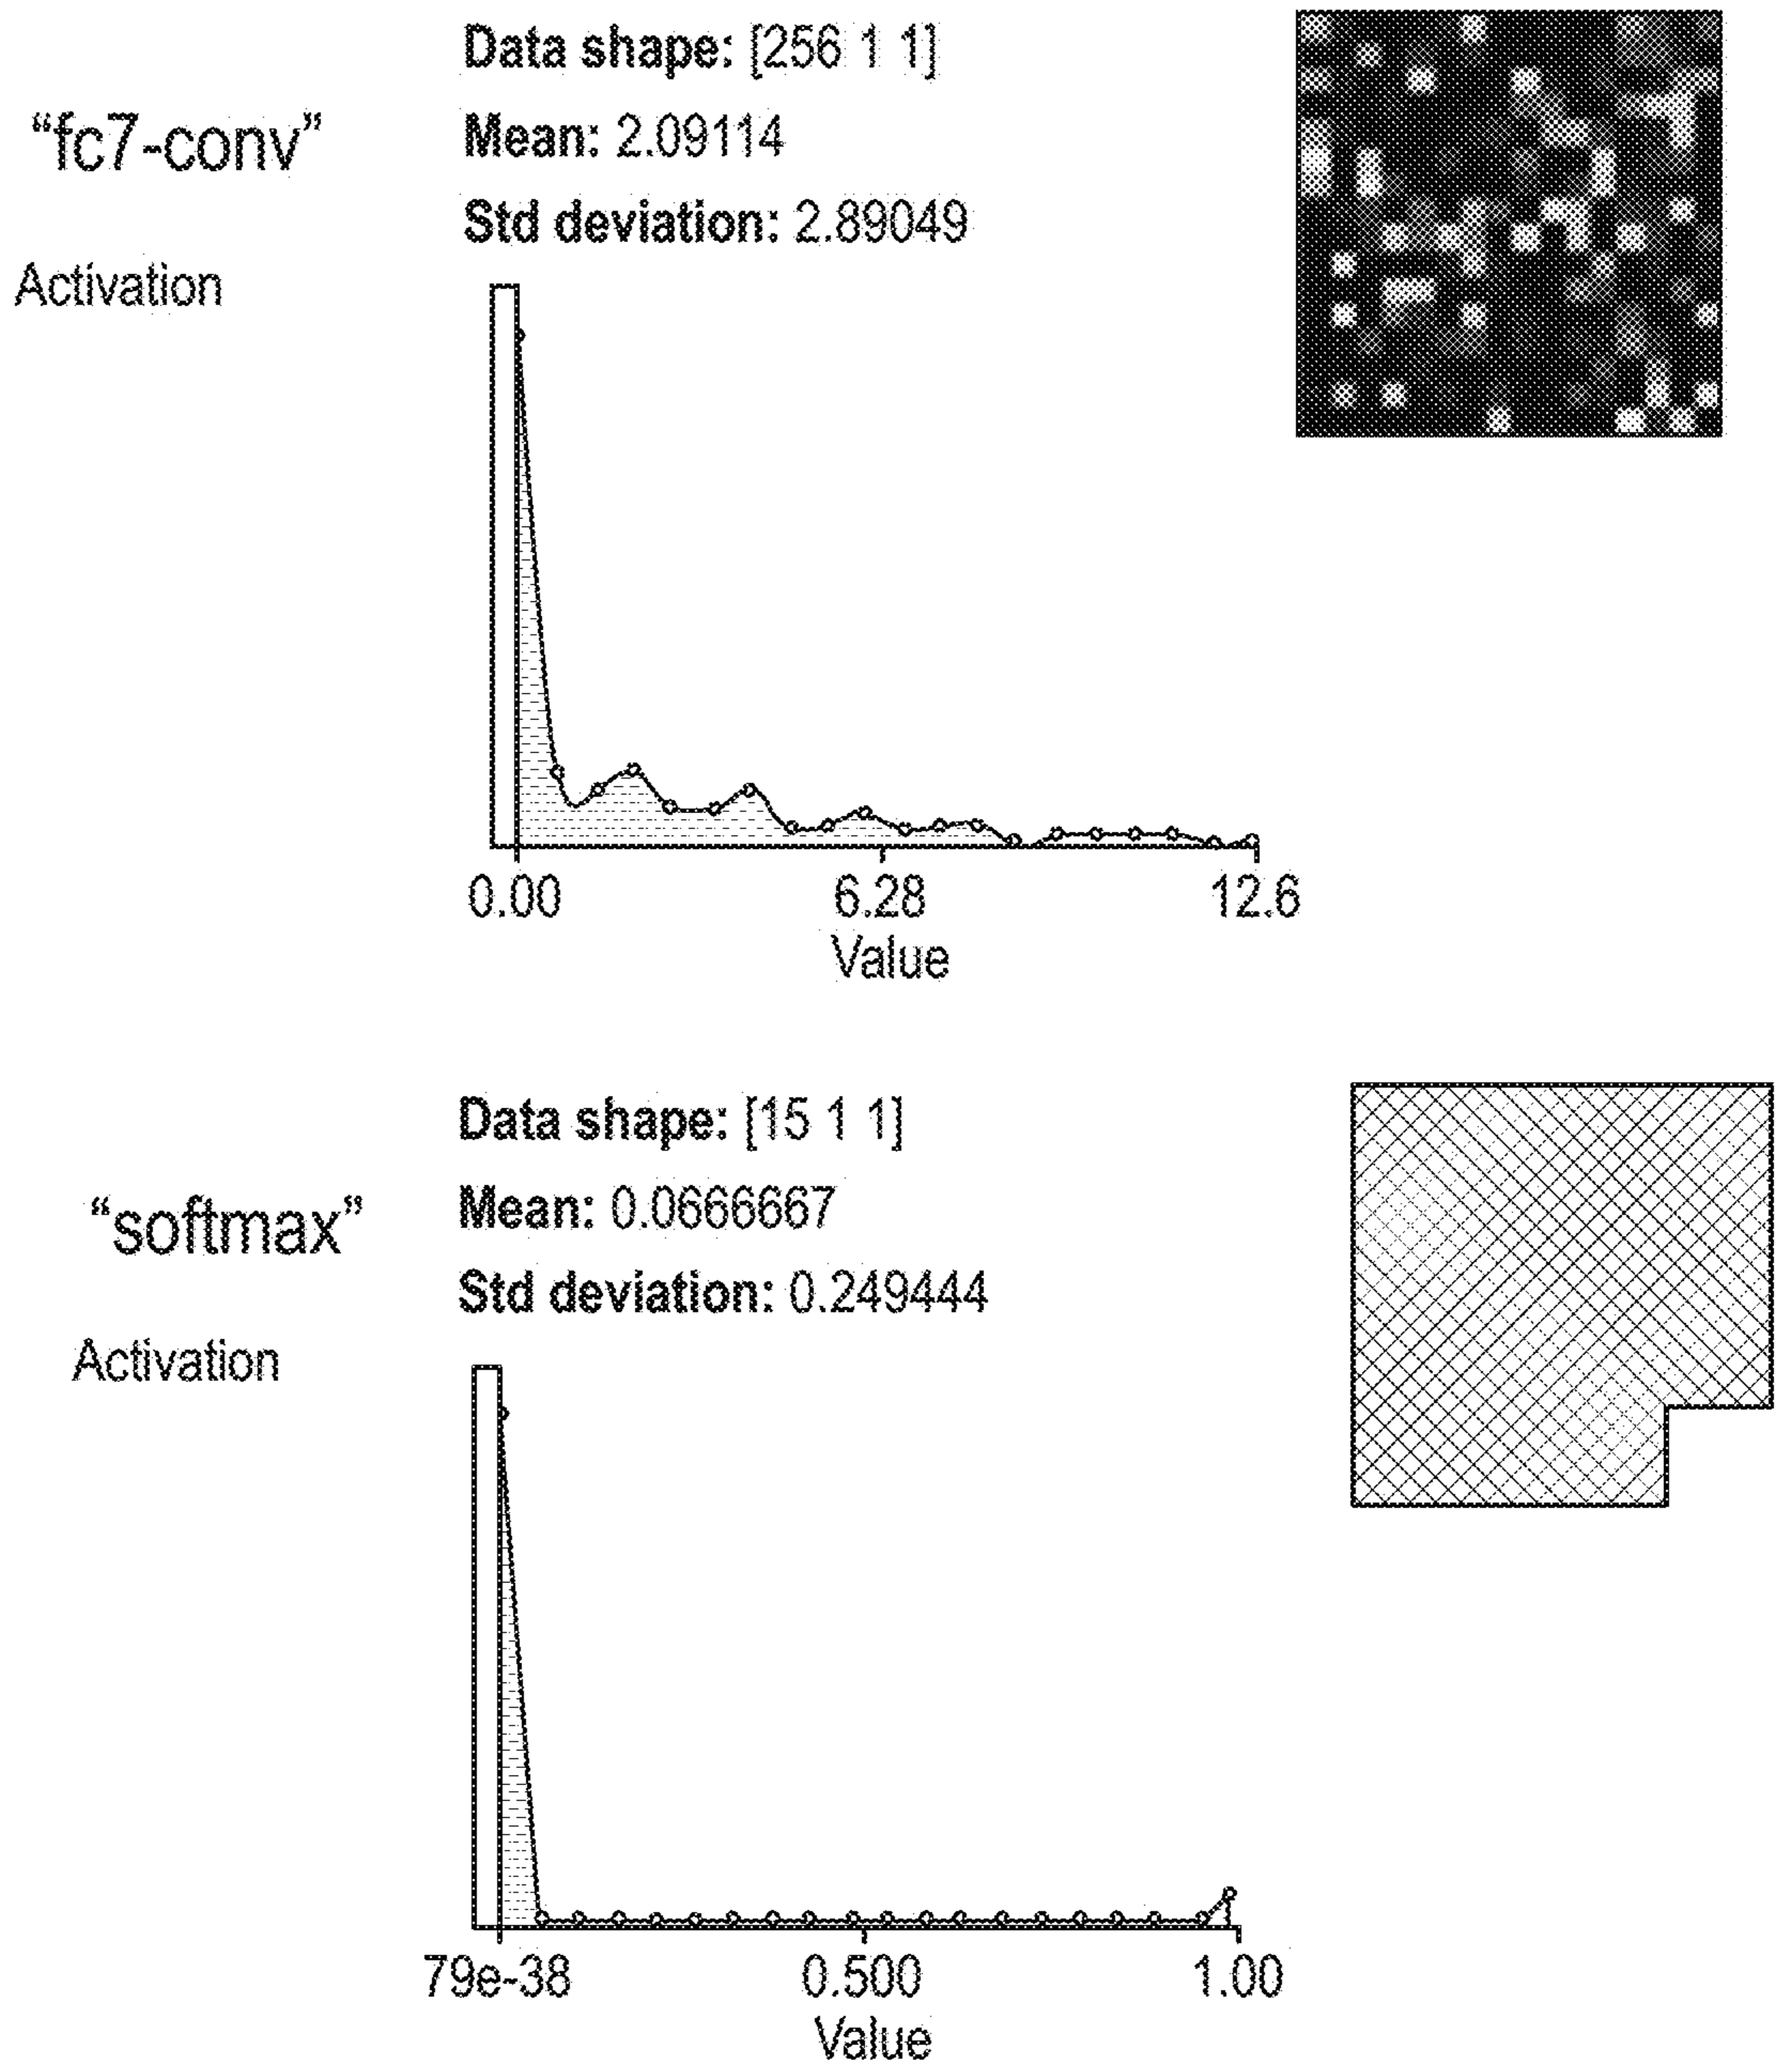 Data shape: [256 1 1]
“fc7-conv”
Mean: 2.09114
Std deviation: 2.89049
Activation
0.00 6.28 12.6
Value
Data shape: [15 1 1]
“softmax”
Mean: 0.0666667
Std deviation: 0.249444
Activation
79e-38 0.500 1.00
Value